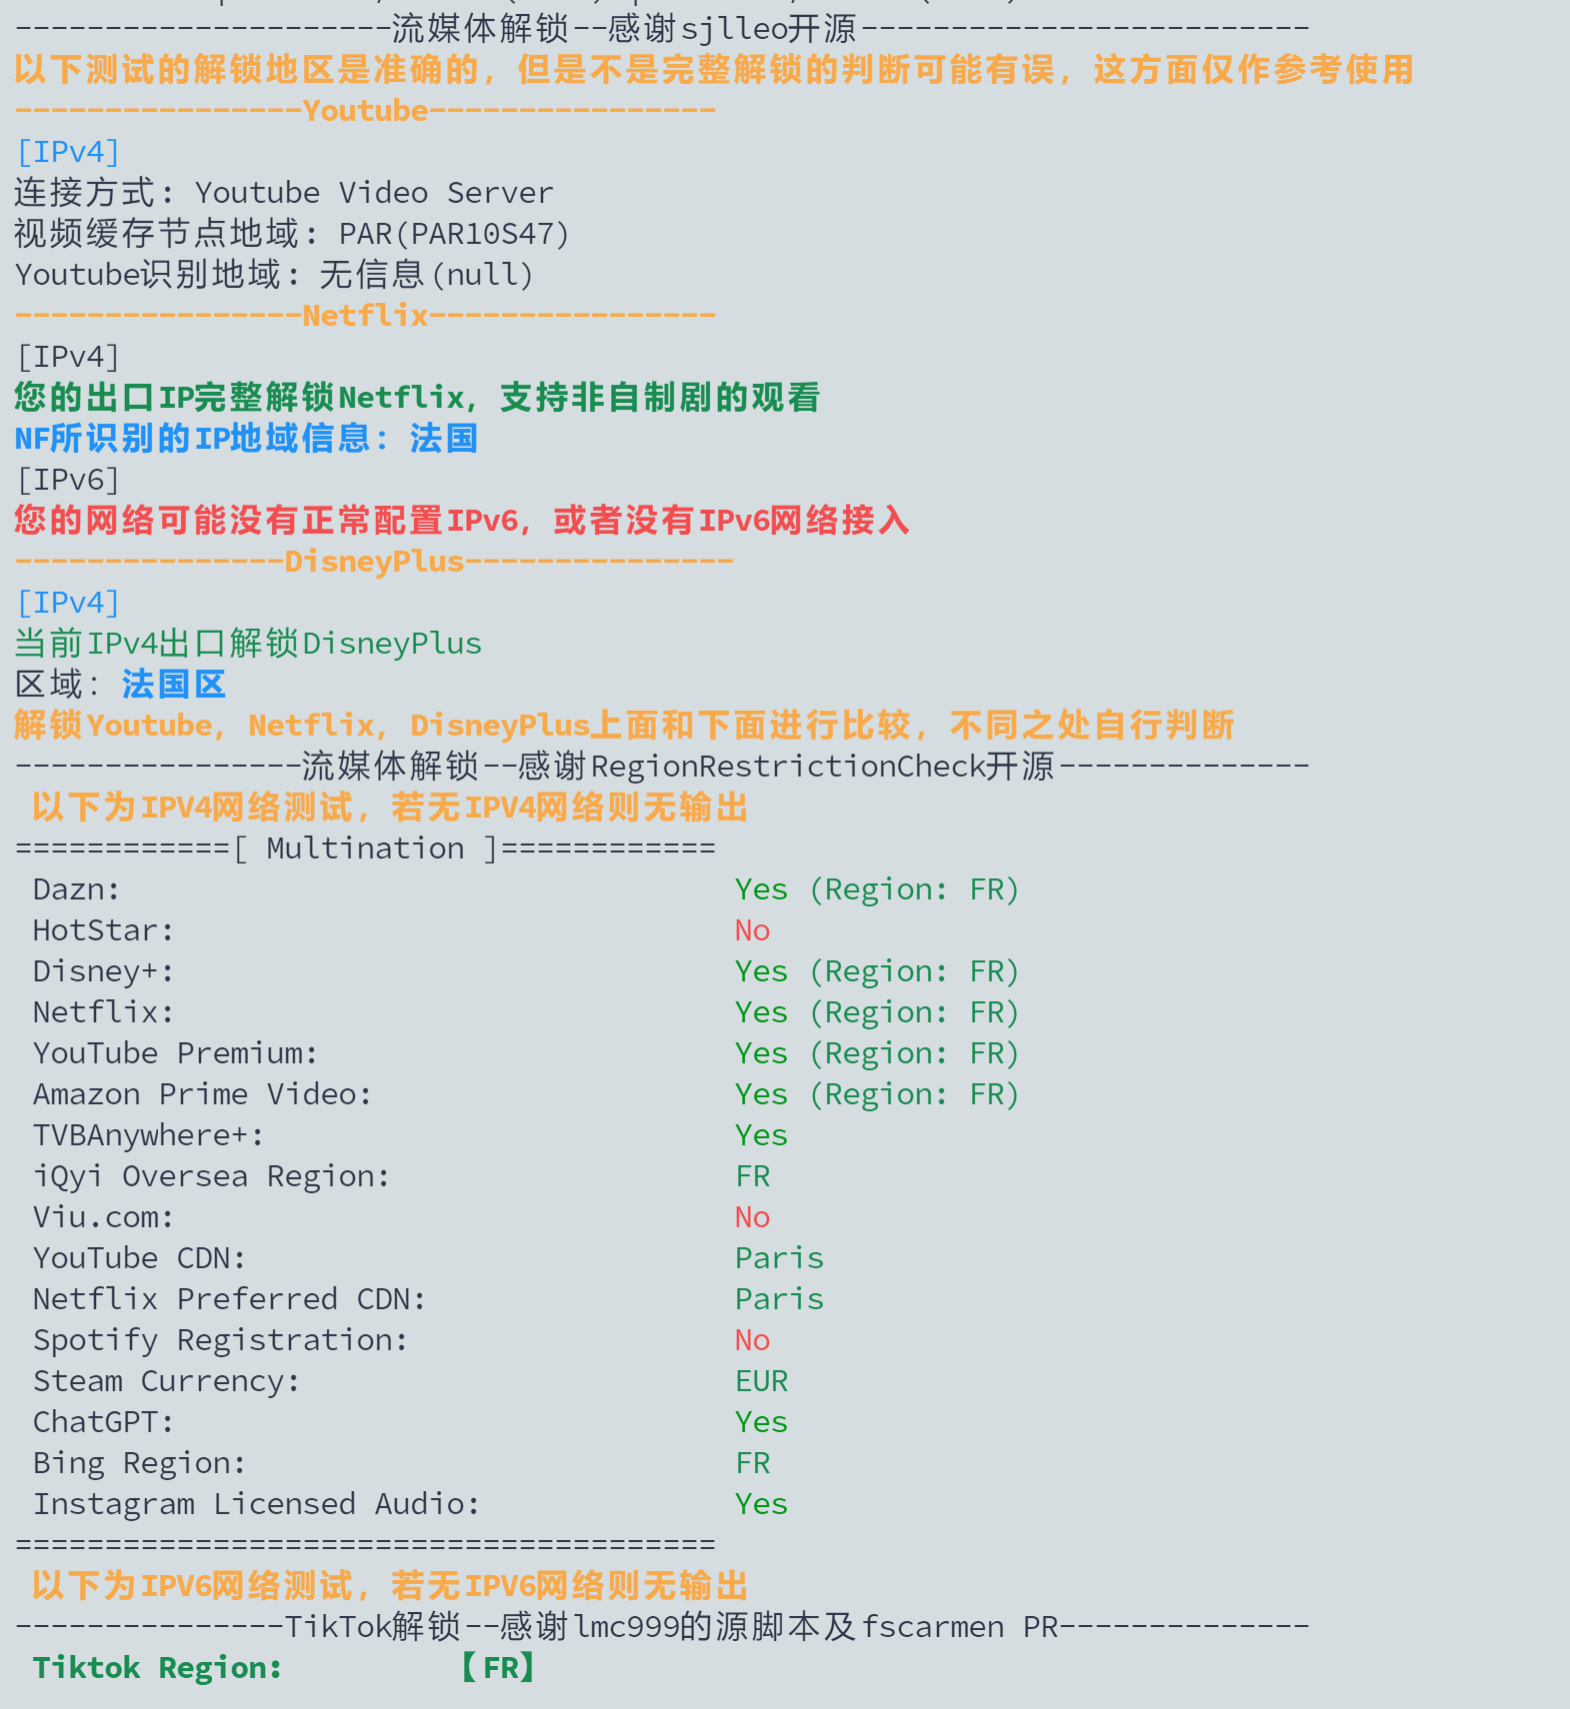 ---------------------流媒体解锁--感谢sjlleo开源-------------------------
以下测试的解锁地区是准确的，但是不是完整解锁的判断可能有误，这方面仅作参考使用
----------------Youtube----------------
[IPv4]
连接方式: Youtube Video Server
视频缓存节点地域: PAR(PAR10S47)
Youtube识别地域: 无信息(null)
----------------Netflix----------------
[IPv4]
您的出口IP完整解锁Netflix，支持非自制剧的观看
NF所识别的IP地域信息：法国
[IPv6]
您的网络可能没有正常配置IPv6，或者没有IPv6网络接入
---------------DisneyPlus---------------
[IPv4]
当前IPv4出口解锁DisneyPlus
区域：法国区
解锁Youtube，Netflix，DisneyPlus上面和下面进行比较，不同之处自行判断
----------------流媒体解锁--感谢RegionRestrictionCheck开源--------------
以下为IPV4网络测试，若无IPV4网络则无输出
============[ Multination ]============
Dazn: Yes (Region: FR)
HotStar: No
Disney+: Yes (Region: FR)
Netflix: Yes (Region: FR)
YouTube Premium: Yes (Region: FR)
Amazon Prime Video: Yes (Region: FR)
TVBAnywhere+: Yes
iQyi Oversea Region: FR
Viu.com: No
YouTube CDN: Paris
Netflix Preferred CDN: Paris
Spotify Registration: No
Steam Currency: EUR
ChatGPT: Yes
Bing Region: FR
Instagram Licensed Audio: Yes
=======================================
以下为IPV6网络测试，若无IPV6网络则无输出
---------------TikTok解锁--感谢lmc999的源脚本及fscarmen PR--------------
Tiktok Region: 【FR】